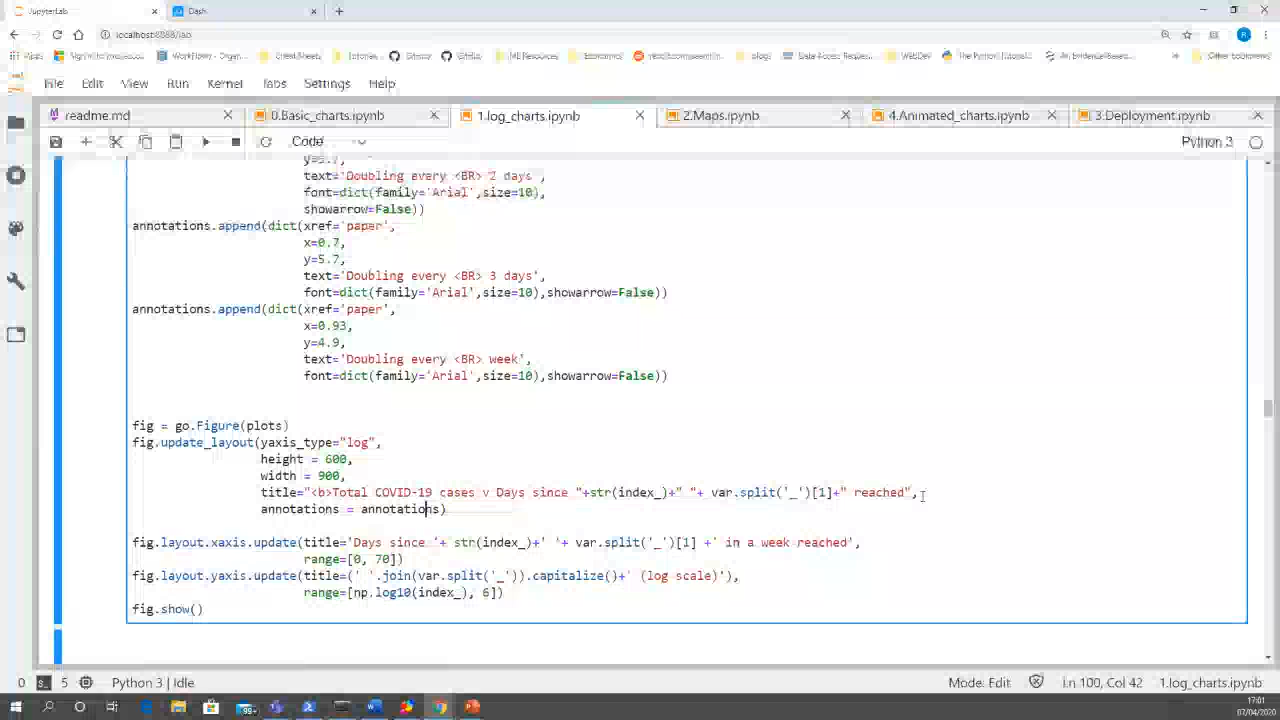 JupyterLab
Dash
localhost:8888/lab
File Edit View Run Kernel Tabs Settings Help
readme.md
0.Basic_charts.ipynb
1.log_charts.ipynb
2.Maps.ipynb
4.Animated_charts.ipynb
3.Deployment.ipynb
Code
Python 3
text='Doubling every <BR> 2 days',
font=dict(family='Arial',size=10),
showarrow=False))
annotations.append(dict(xref='paper',
x=0.7,
y=5.7,
text='Doubling every <BR> 3 days',
font=dict(family='Arial',size=10),showarrow=False))
annotations.append(dict(xref='paper',
x=0.93,
y=4.9,
text='Doubling every <BR> week',
font=dict(family='Arial',size=10),showarrow=False))
fig = go.Figure(plots)
fig.update_layout(yaxis_type="log",
height = 600,
width = 900,
title="<b>Total COVID-19 cases v Days since "+str(index_)+" "+ var.split('_')[1]+" reached",
annotations = annotations)
fig.layout.xaxis.update(title='Days since '+ str(index_)+' '+ var.split('_')[1] +' in a week reached',
range=[0, 70])
fig.layout.yaxis.update(title=(' '.join(var.split('_')).capitalize()+' (log scale)'),
range=[np.log10(index_), 6])
fig.show()
0
5
Python 3 | Idle
Mode: Edit
Ln 100, Col 42
1.log_charts.ipynb
17:01
07/04/2020